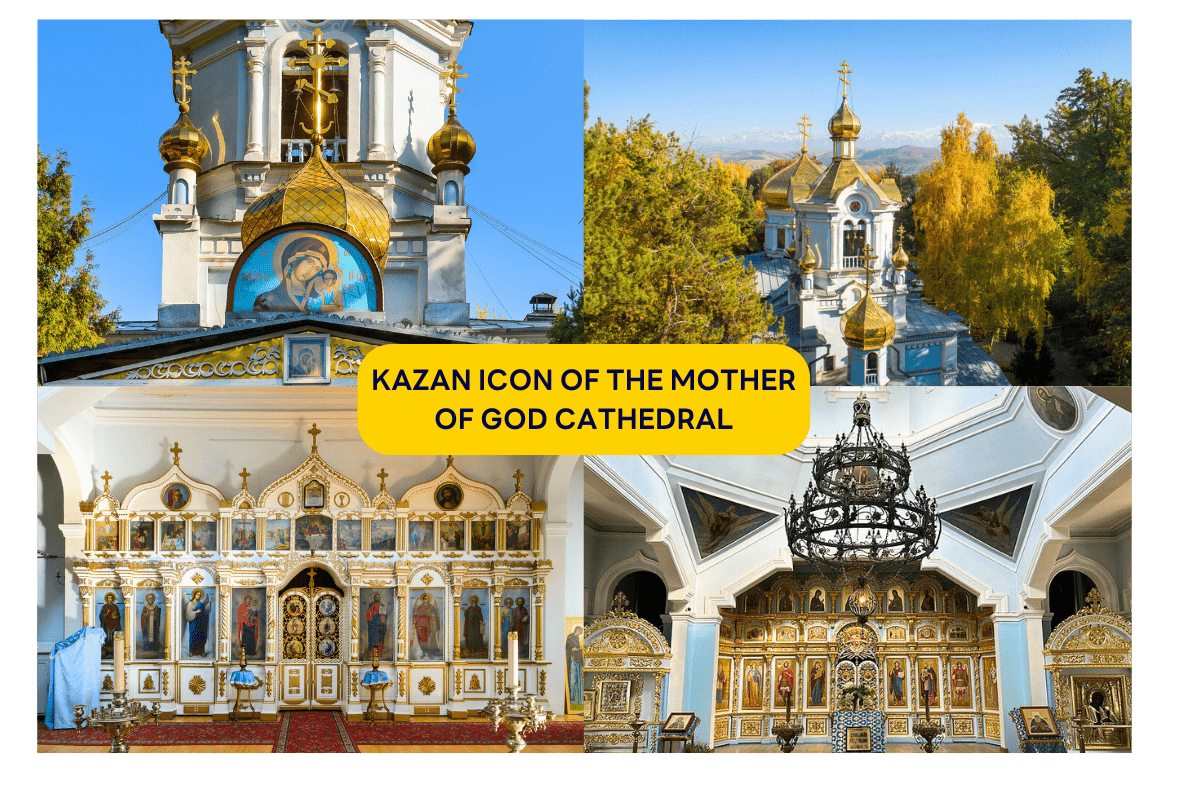 KAZAN ICON OF THE MOTHER
OF GOD CATHEDRAL